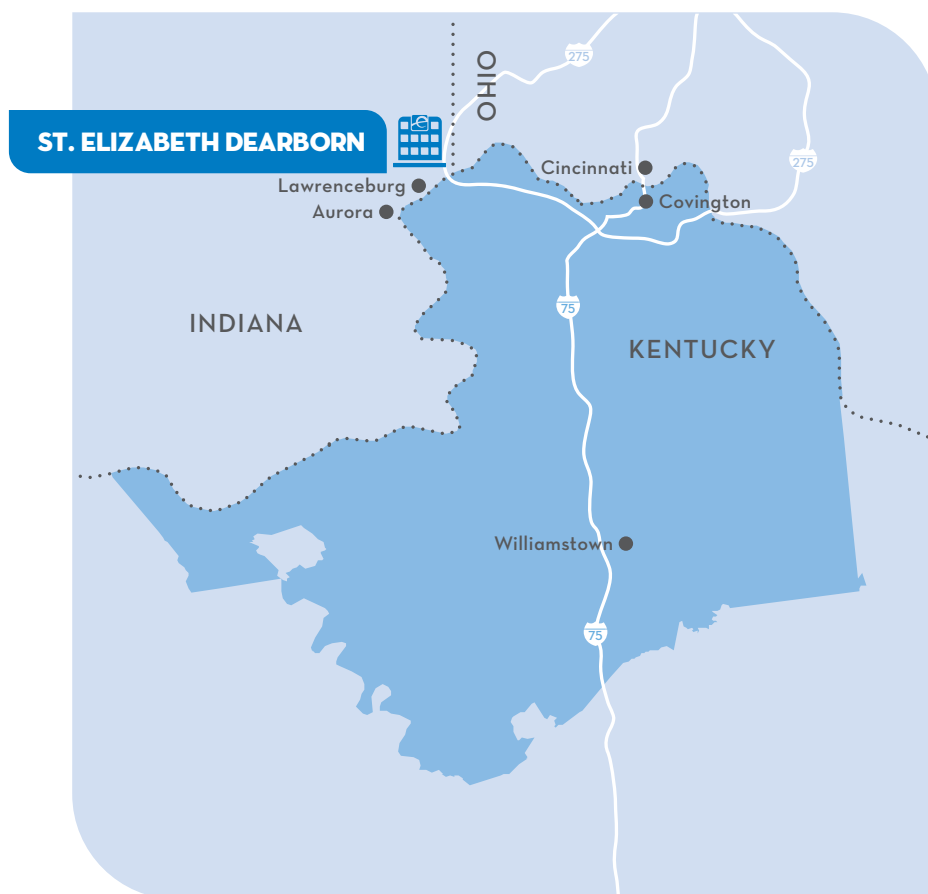 OHIO
275
ST. ELIZABETH DEARBORN
e
Cincinnati
275
Lawrenceburg
Covington
Aurora
75
INDIANA
KENTUCKY
Williamstown
75